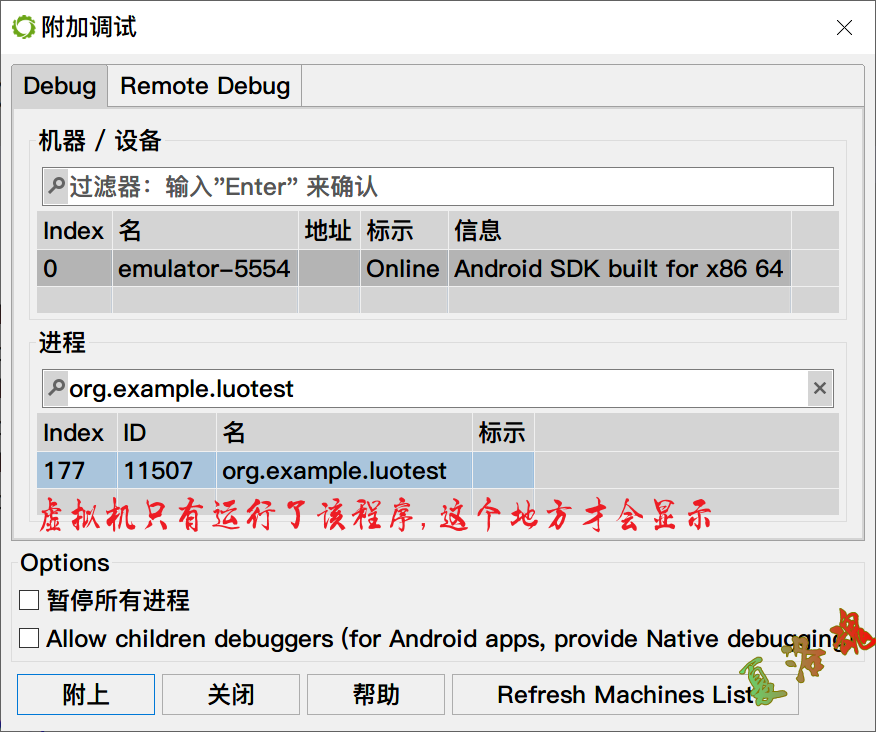 附加调试
Debug Remote Debug
机器 / 设备
过滤器：输入”Enter” 来确认
Index 名 地址 标示 信息
0 emulator-5554 Online Android SDK built for x86 64
进程
org.example.luotest
Index ID 名 标示
177 11507 org.example.luotest
虚拟机只有运行了该程序,这个地方才会显示
Options
暂停所有进程
Allow children debuggers (for Android apps, provide Native debugging
附上 关闭 帮助 Refresh Machines List